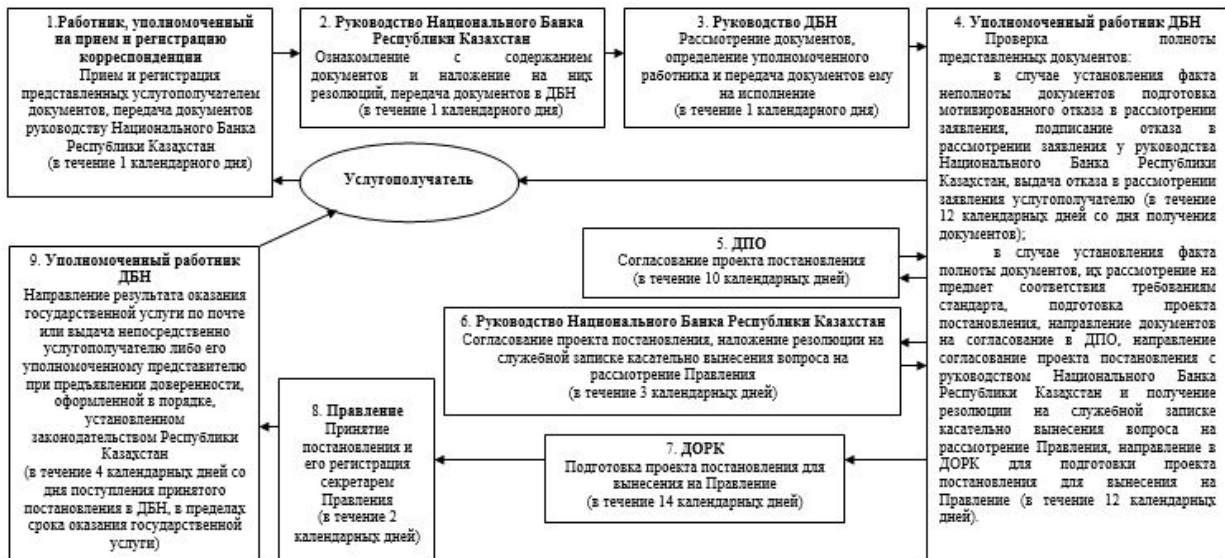 1.Работник, уполномоченный
на прием и регистрацию
корреспонденции
Прием и регистрация
представленных услугополучателем
документов, передача документов
руководству Национального Банка
Республики Казахстан
(в течение 1 календарного дня)
2. Руководство Национального Банка
Республики Казахстан
Ознакомление с содержанием
документов и наложение на них
резолюций, передача документов в ДБН
(в течение 1 календарного дня)
3. Руководство ДБН
Рассмотрение документов,
определение уполномоченного
работника и передача документов ему
на исполнение
(в течение 1 календарного дня)
4. Уполномоченный работник ДБН
Проверка полноты
представленных документов:
в случае установления факта
неполноты документов подготовка
мотивированного отказа в рассмотрении
заявления, подписание отказа в
рассмотрении заявления у руководства
Национального Банка Республики
Казахстан, выдача отказа в рассмотрении
заявления услугополучателю (в течение
12 календарных дней со дня получения
документов);
в случае установления факта
полноты документов, их рассмотрение на
предмет соответствия требованиям
стандарта, подготовка проекта
постановления, направление документов
на согласование в ДПО, направление
согласование проекта постановления с
руководством Национального Банка
Республики Казахстан и получение
резолюции на служебной записке
касательно вынесения вопроса на
рассмотрение Правления, направление в
ДОРК для подготовки проекта
постановления для вынесения на
Правление (в течение 12 календарных
дней).
Услугополучатель
5. ДПО
Согласование проекта постановления
(в течение 10 календарных дней)
6. Руководство Национального Банка Республики Казахстан
Согласование проекта постановления, наложение резолюции на
служебной записке касательно вынесения вопроса на
рассмотрение Правления
(в течение 3 календарных дней)
7. ДОРК
Подготовка проекта постановления для
вынесения на Правление
(в течение 14 календарных дней)
8. Правление
Принятие
постановления и
его регистрация
секретарем
Правления
(в течение 2
календарных дней)
9. Уполномоченный работник
ДБН
Направление результата оказания
государственной услуги по почте
или выдача непосредственно
услугополучателю либо его
уполномоченному представителю
при предъявлении доверенности,
оформленной в порядке,
установленном
законодательством Республики
Казахстан
(в течение 4 календарных дней со
дня поступления принятого
постановления в ДБН, в пределах
срока оказания государственной
услуги)